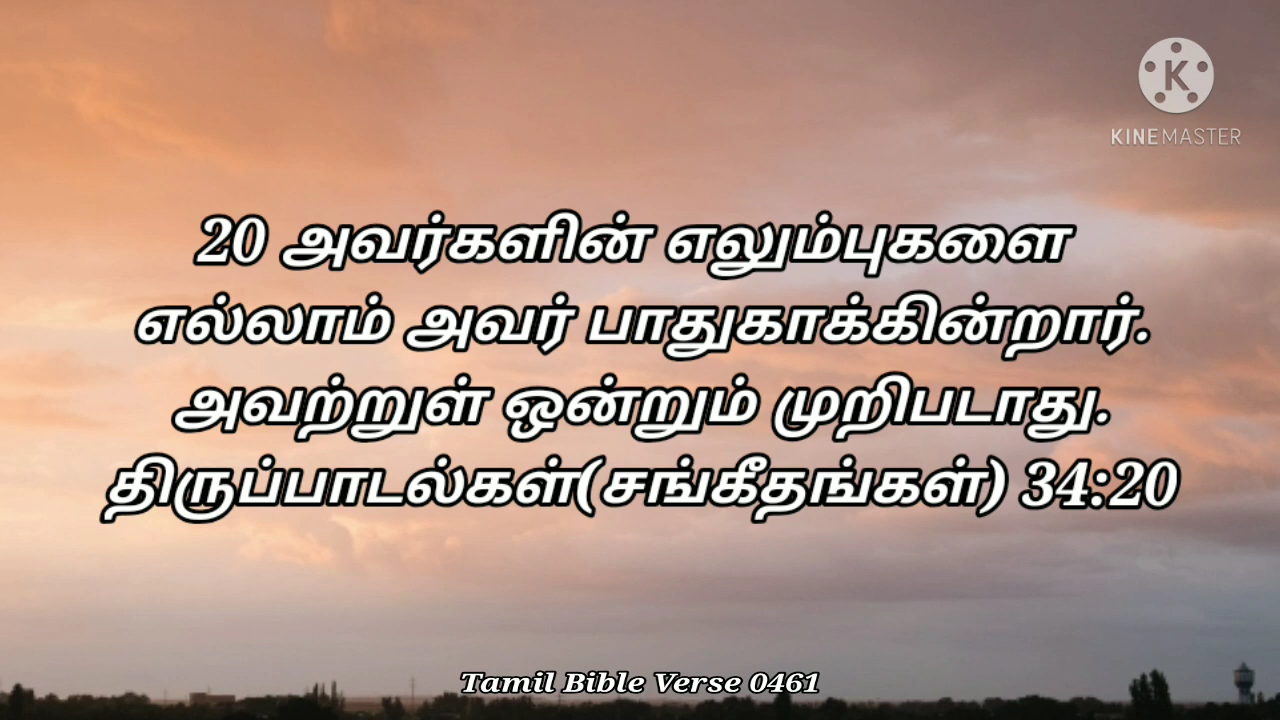 K
KINEMASTER
20 அவர்களின் எலும்புகளை
எல்லாம் அவர் பாதுகாக்கின்றார்.
அவற்றுள் ஒன்றும் முறிபடாது.
திருப்பாடல்கள்(சங்கீதங்கள்) 34:20
Tamil Bible Verse 0461